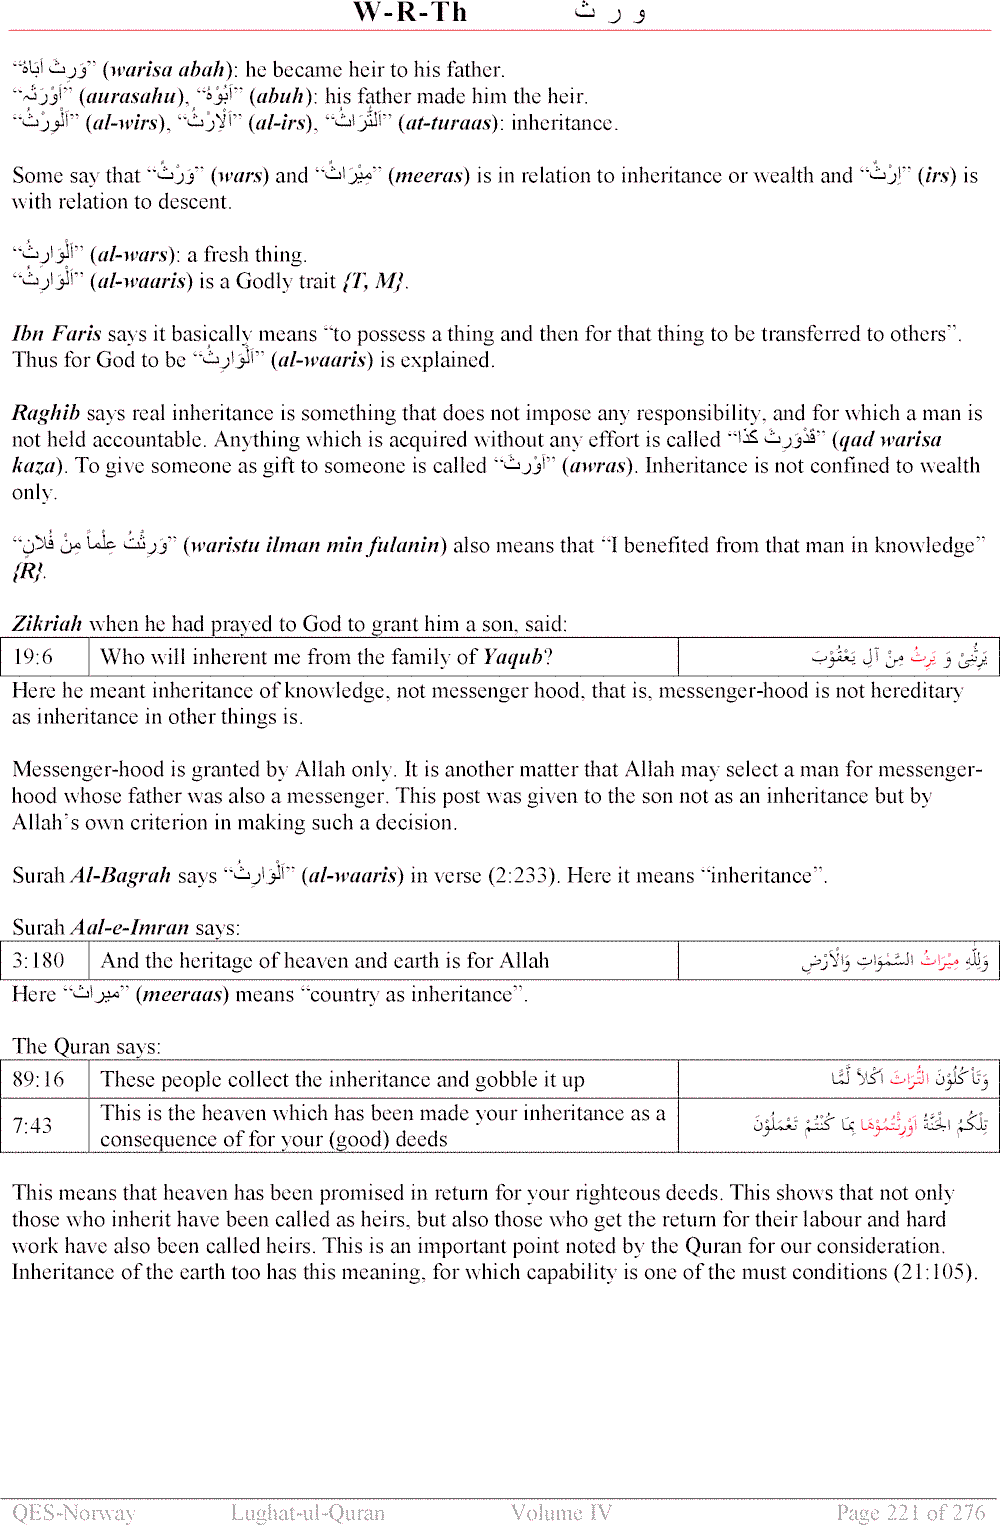 W-R-Th و ر ث
“وَرِثَ اَبَاهُ” (warisa abah): he became heir to his father.
“اَوْرَثَہٗ” (aurasahu), “اَبُوْہُ” (abuh): his father made him the heir.
“اَلْوِرْثُ” (al-wirs), “اَلْاِرْثُ” (al-irs), “اَلتُّرَاثُ” (at-turaas): inheritance.
Some say that “وَرْثٌ” (wars) and “مِیْرَاثٌ” (meeras) is in relation to inheritance or wealth and “اِرْثٌ” (irs) is
with relation to descent.
“اَلْوَارِثُ” (al-wars): a fresh thing.
“اَلْوَارِثُ” (al-waaris) is a Godly trait {T, M}.
Ibn Faris says it basically means “to possess a thing and then for that thing to be transferred to others”.
Thus for God to be “اَلْوَارِثُ” (al-waaris) is explained.
Raghib says real inheritance is something that does not impose any responsibility, and for which a man is
not held accountable. Anything which is acquired without any effort is called “قَدْوَرِثَ كَذَا” (qad warisa
kaza). To give someone as gift to someone is called “اَوْرَثَ” (awras). Inheritance is not confined to wealth
only.
“وَرِثْتُ عِلْماً مِنْ فُلَانٍ” (waristu ilman min fulanin) also means that “I benefited from that man in knowledge”
{R}.
Zikriah when he had prayed to God to grant him a son, said:
19:6 Who will inherent me from the family of Yaqub? يَرِثُنِىْ وَ يَرِثُ مِنْ آلِ يَعْقُوْبَ
Here he meant inheritance of knowledge, not messenger hood, that is, messenger-hood is not hereditary
as inheritance in other things is.
Messenger-hood is granted by Allah only. It is another matter that Allah may select a man for messenger-
hood whose father was also a messenger. This post was given to the son not as an inheritance but by
Allah’s own criterion in making such a decision.
Surah Al-Bagrah says “اَلْوَارِثُ” (al-waaris) in verse (2:233). Here it means “inheritance”.
Surah Aal-e-Imran says:
3:180 And the heritage of heaven and earth is for Allah وَلِلّٰهِ مِيْرَاثُ السَّمٰوَاتِ وَالْاَرْضِ
Here “میراث” (meeraas) means “country as inheritance”.
The Quran says:
89:16 These people collect the inheritance and gobble it up وَتَأْكُلُوْنَ التُّرَاثَ اَكْلاً لَّمًّا
7:43 This is the heaven which has been made your inheritance as a
consequence of for your (good) deeds تِلْكُمُ الْجَنَّةُ اُوْرِثْتُمُوْهَا بِمَا كُنْتُمْ تَعْمَلُوْنَ
This means that heaven has been promised in return for your righteous deeds. This shows that not only
those who inherit have been called as heirs, but also those who get the return for their labour and hard
work have also been called heirs. This is an important point noted by the Quran for our consideration.
Inheritance of the earth too has this meaning, for which capability is one of the must conditions (21:105).
QES-Norway Lughat-ul-Quran Volume IV Page 221 of 276